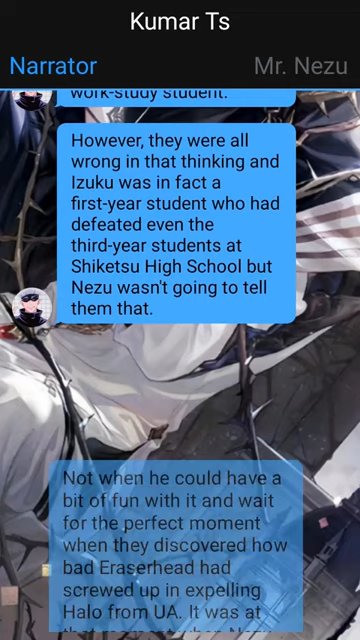 Kumar Ts
Narrator
Mr. Nezu
work-study student.
However, they were all
wrong in that thinking and
Izuku was in fact a
first-year student who had
defeated even the
third-year students at
Shiketsu High School but
Nezu wasn't going to tell
them that.
Not when he could have a
bit of fun with it and wait
for the perfect moment
when they discovered how
bad Eraserhead had
screwed up in expelling
Halo from UA. It was at